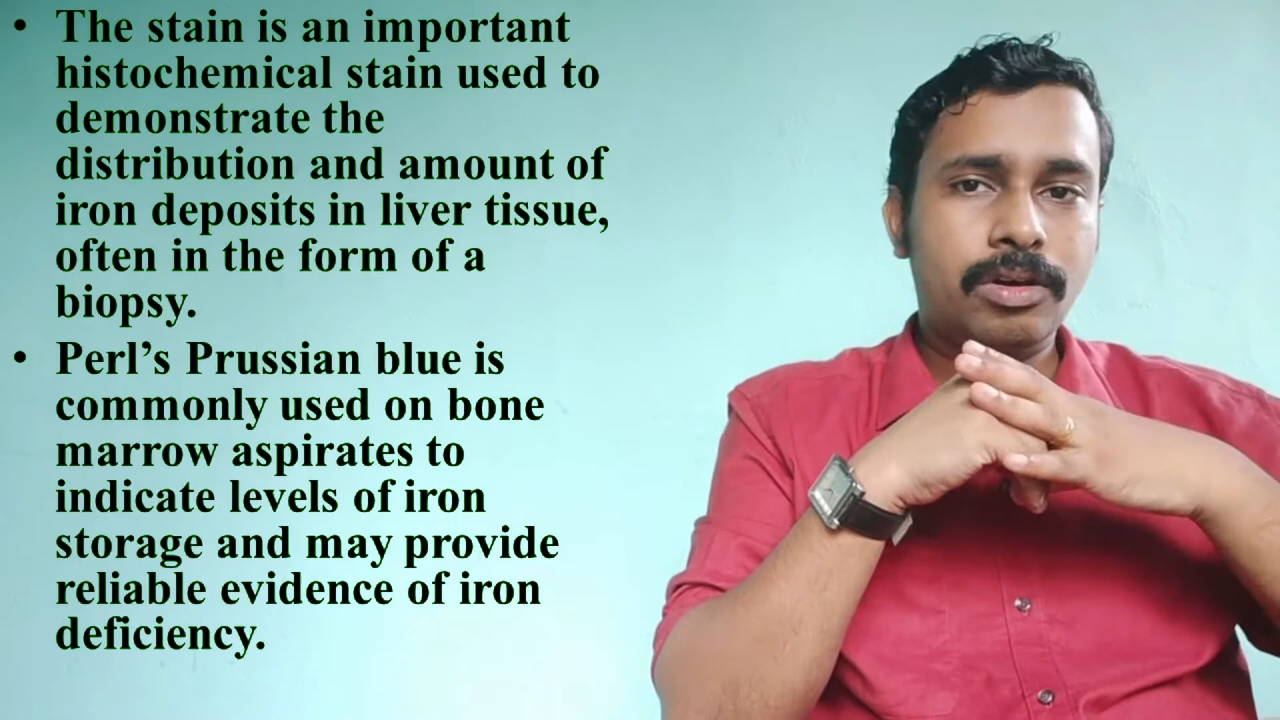 • The stain is an important
histochemical stain used to
demonstrate the
distribution and amount of
iron deposits in liver tissue,
often in the form of a
biopsy.
• Perl’s Prussian blue is
commonly used on bone
marrow aspirates to
indicate levels of iron
storage and may provide
reliable evidence of iron
deficiency.